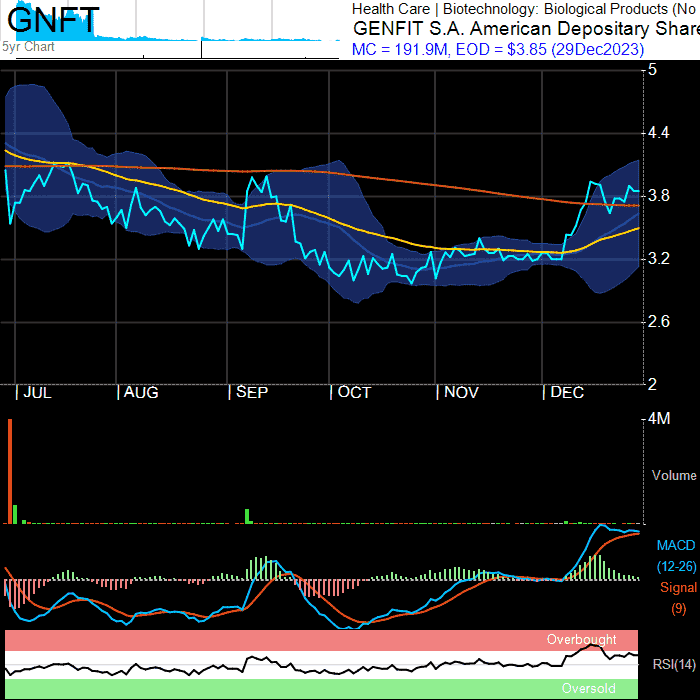 GNFT
5yr Chart
Health Care | Biotechnology: Biological Products (No
GENFIT S.A. American Depositary Share
MC = 191.9M, EOD = $3.85 (29Dec2023)
5
4.4
3.8
3.2
2.6
2
JUL
AUG
SEP
OCT
NOV
DEC
4M
Volume
MACD
(12-26)
Signal
(9)
Overbought
RSI(14)
Oversold